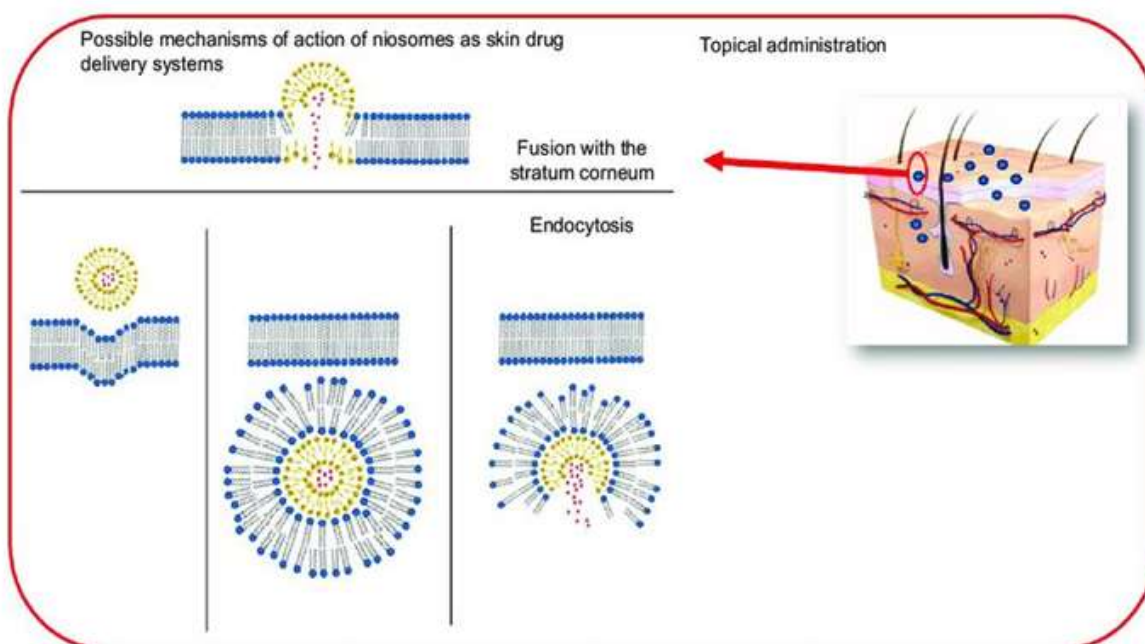 Possible mechanisms of action of niosomes as skin drug
delivery systems
Topical administration
Fusion with the
stratum corneum
Endocytosis